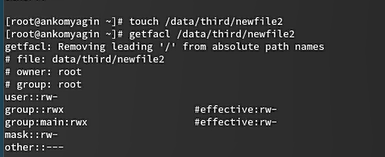 [root@ankomyagin ~]# touch /data/third/newfile2
[root@ankomyagin ~]# getfacl /data/third/newfile2
getfacl: Removing leading '/' from absolute path names
# file: data/third/newfile2
# owner: root
# group: root
user::rw-
group::rwx #effective:rw-
group:main:rwx #effective:rw-
mask::rw-
other::---